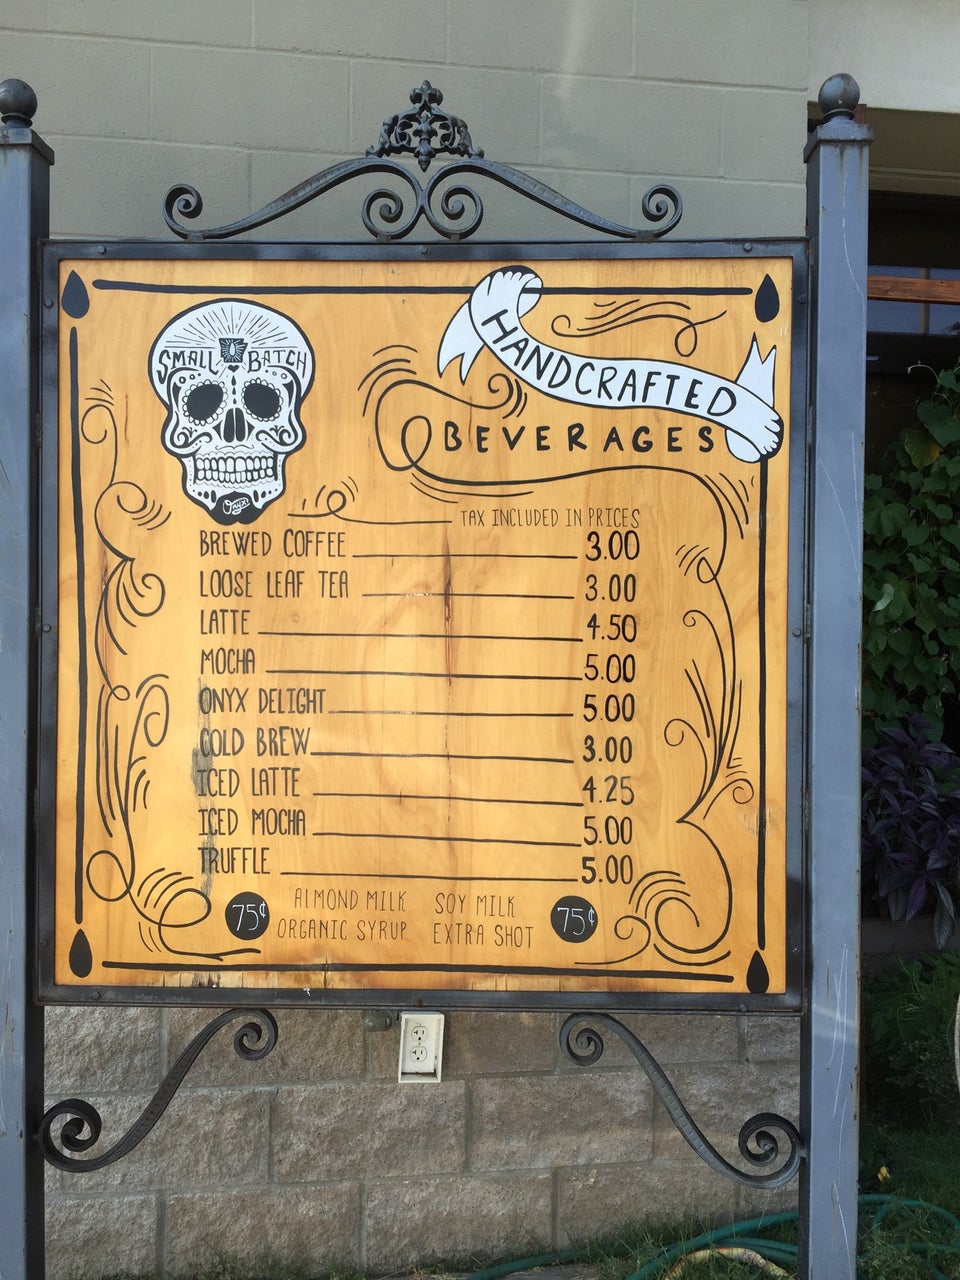 SMALL BATCH
Onyx
HANDCRAFTED
BEVERAGES
TAX INCLUDED IN PRICES
BREWED COFFEE 3.00
LOOSE LEAF TEA 3.00
LATTE 4.50
MOCHA 5.00
ONYX DELIGHT 5.00
COLD BREW 3.00
ICED LATTE 4.25
ICED MOCHA 5.00
TRUFFLE 5.00
75¢ ALMOND MILK SOY MILK 75¢
ORGANIC SYRUP EXTRA SHOT